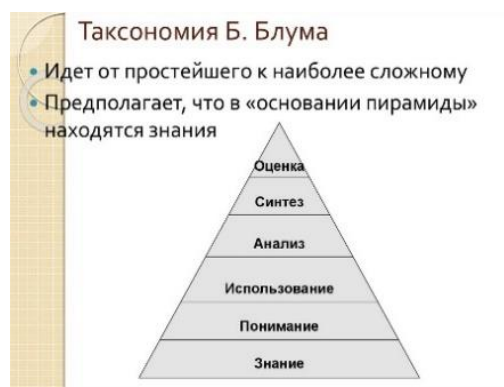 Таксономия Б. Блума
Идет от простейшего к наиболее сложному
Предполагает, что в «основании пирамиды»
находятся знания
Оценка
Синтез
Анализ
Использование
Понимание
Знание